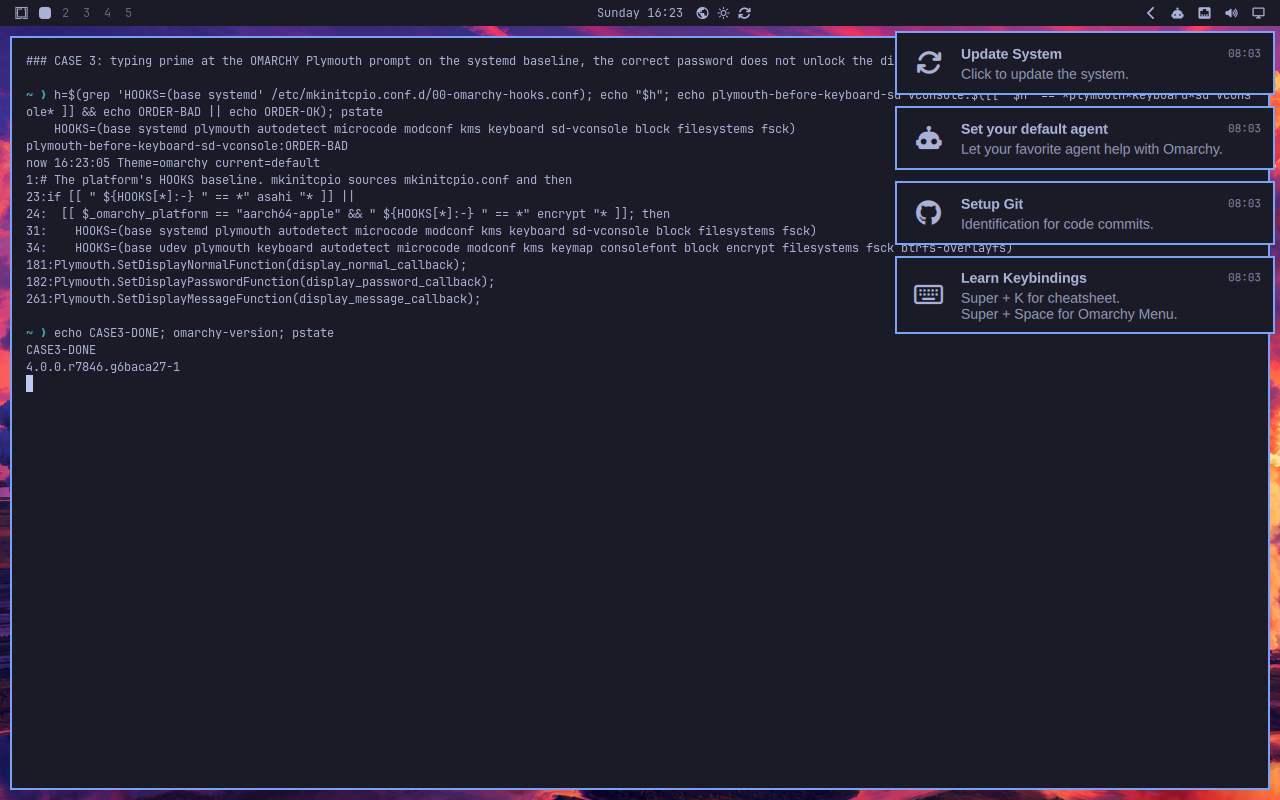 2 3 4 5
Sunday 16:23
### CASE 3: typing prime at the OMARCHY Plymouth prompt on the systemd baseline, the correct password does not unlock the di
~ ❯ h=$(grep 'HOOKS=(base systemd' /etc/mkinitcpio.conf.d/00-omarchy-hooks.conf); echo "$h"; echo plymouth-before-keyboard-sd-vconsole:$([[ "$h" == *plymouth*keyboard*sd-vcons
ole* ]] && echo ORDER-BAD || echo ORDER-OK); pstate
HOOKS=(base systemd plymouth autodetect microcode modconf kms keyboard sd-vconsole block filesystems fsck)
plymouth-before-keyboard-sd-vconsole:ORDER-BAD
now 16:23:05 Theme=omarchy current=default
1:# The platform's HOOKS baseline. mkinitcpio sources mkinitcpio.conf and then
23:if [[ " ${HOOKS[*]:-} " == *" asahi "* ]] ||
24:  [[ $_omarchy_platform == "aarch64-apple" && " ${HOOKS[*]:-} " == *" encrypt "* ]]; then
31:    HOOKS=(base systemd plymouth autodetect microcode modconf kms keyboard sd-vconsole block filesystems fsck)
34:    HOOKS=(base udev plymouth keyboard autodetect microcode modconf kms keymap consolefont block encrypt filesystems fsck btrfs-overlayfs)
181:Plymouth.SetDisplayNormalFunction(display_normal_callback);
182:Plymouth.SetDisplayPasswordFunction(display_password_callback);
261:Plymouth.SetDisplayMessageFunction(display_message_callback);
~ ❯ echo CASE3-DONE; omarchy-version; pstate
CASE3-DONE
4.0.0.r7846.g6baca27-1
Update System 08:03
Click to update the system.
Set your default agent 08:03
Let your favorite agent help with Omarchy.
Setup Git 08:03
Identification for code commits.
Learn Keybindings 08:03
Super + K for cheatsheet.
Super + Space for Omarchy Menu.